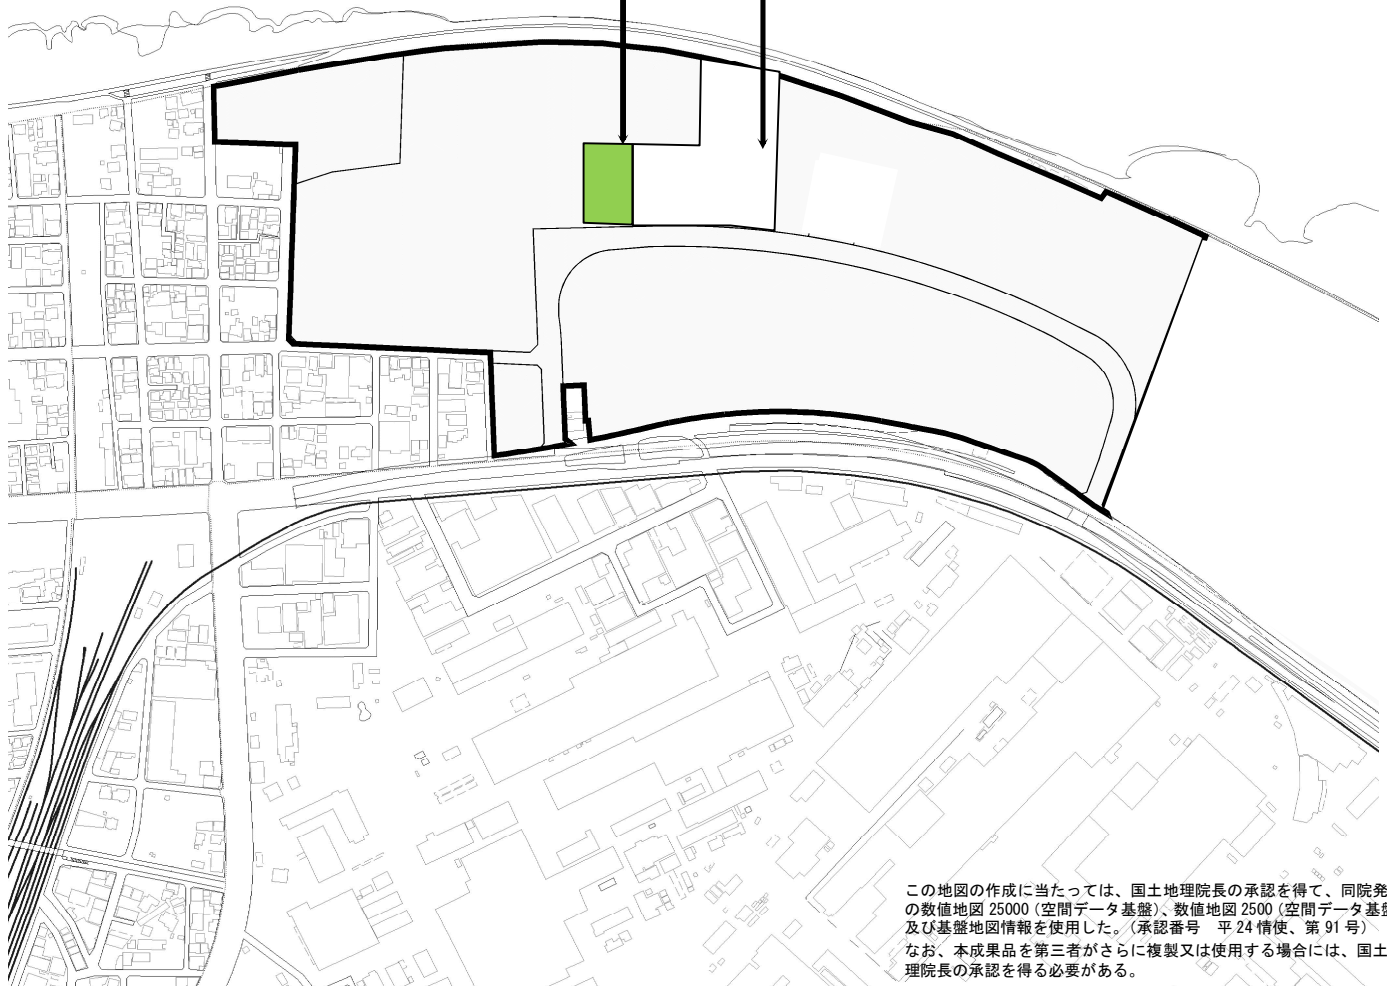 この地図の作成に当たっては、国土地理院長の承認を得て、同院発
の数値地図 25000（空間データ基盤）、数値地図 2500（空間データ基盤
及び基盤地図情報を使用した。（承認番号　平 24 情使、第 91 号）
なお、本成果品を第三者がさらに複製又は使用する場合には、国土
理院長の承認を得る必要がある。